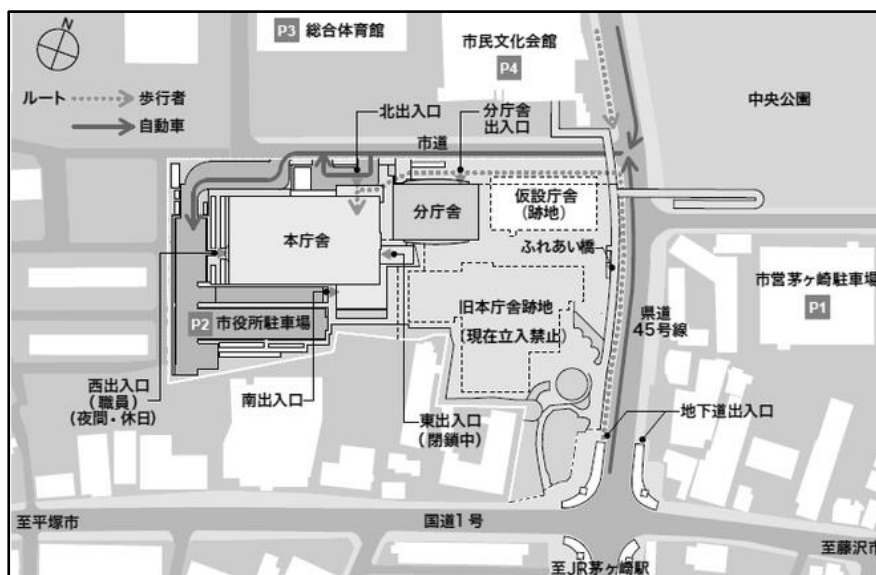 N
P3 総合体育館
市民文化会館
P4
中央公園
ルート
歩行者
自動車
北出入口
分庁舎
出入口
市道
仮設庁舎
(跡地)
分庁舎
本庁舎
ふれあい橋
市営茅ヶ崎駐車場
P1
旧本庁舎跡地
(現在立入禁止)
県道
45号線
P2 市役所駐車場
西出入口
(職員)
(夜間・休日)
南出入口
東出入口
(閉鎖中)
地下道出入口
至平塚市
国道1号
至藤沢市
至JR茅ヶ崎駅